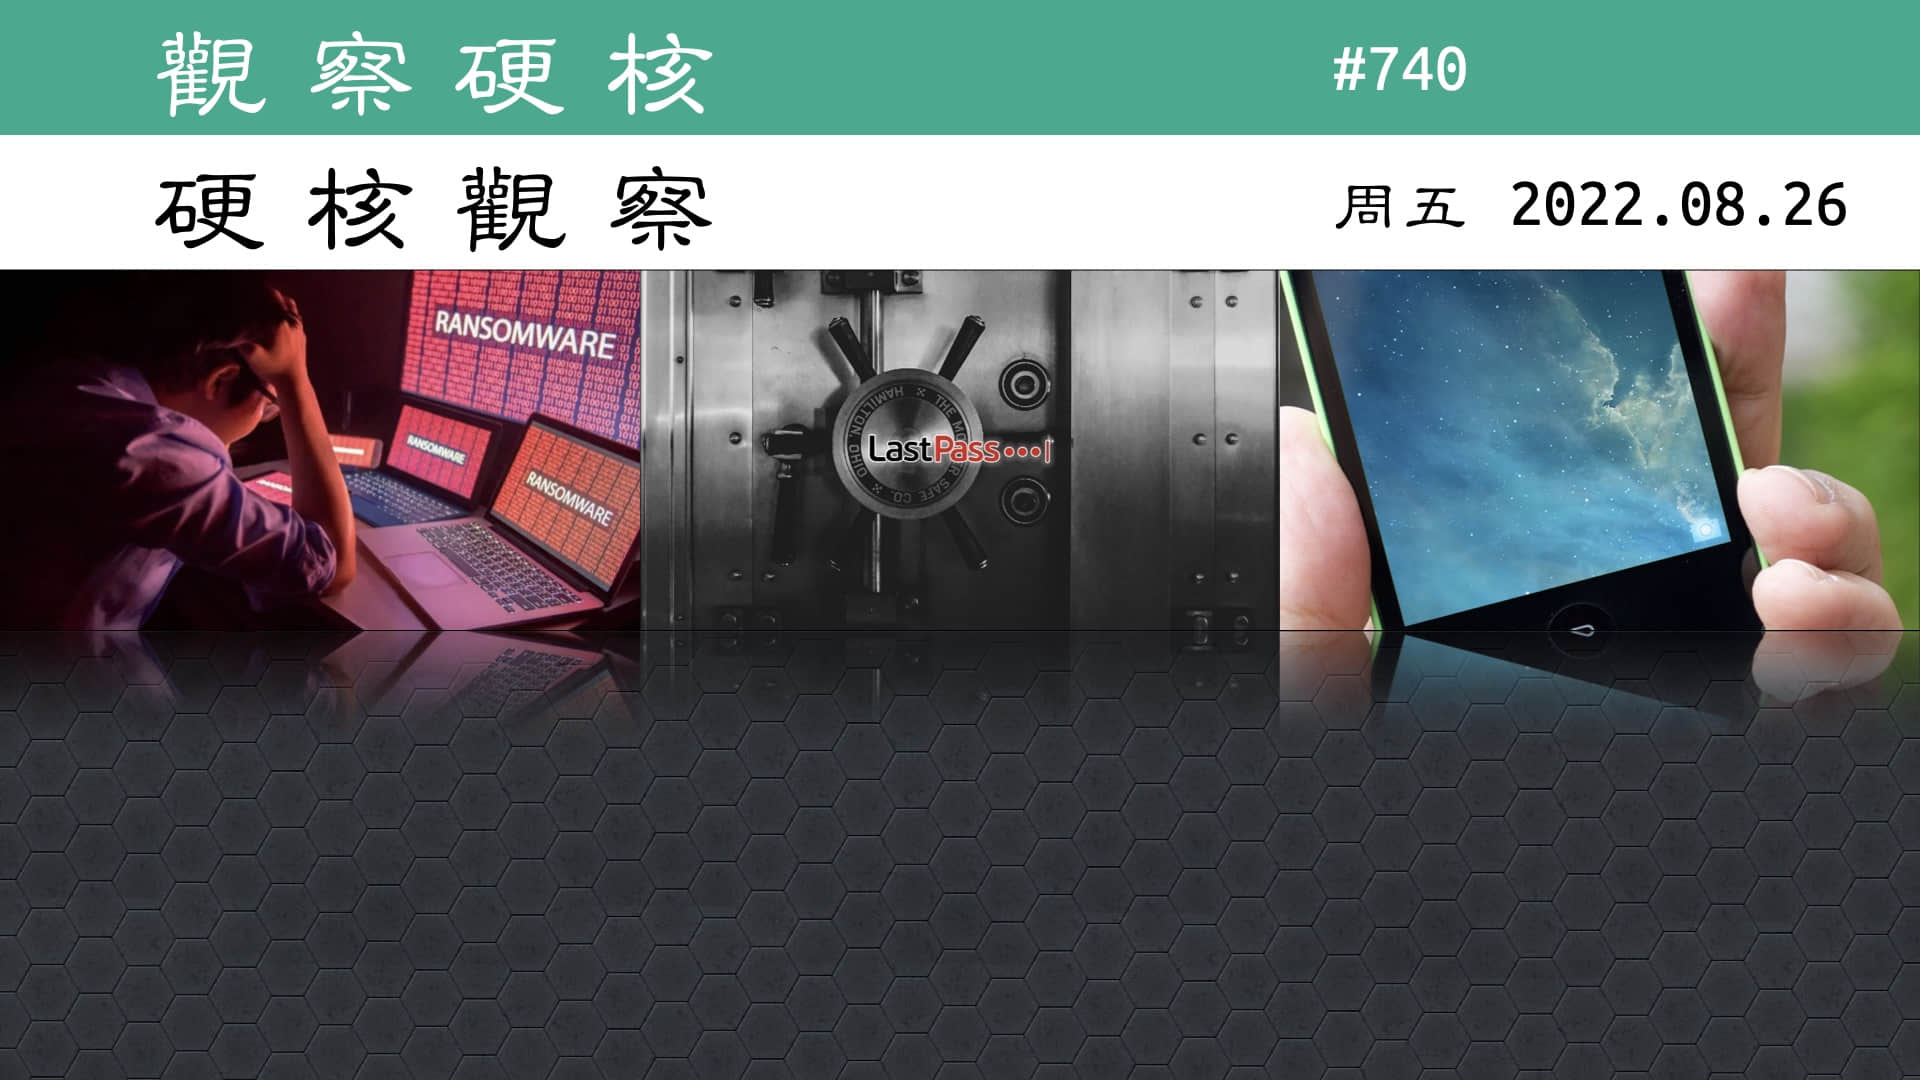 觀察硬核 #740
硬核觀察 周五 2022.08.26
RANSOMWARE
RANSOMWARE
RANSOMWARE
LastPass
HAMILTON, OHIO
THE
SAFE CO.